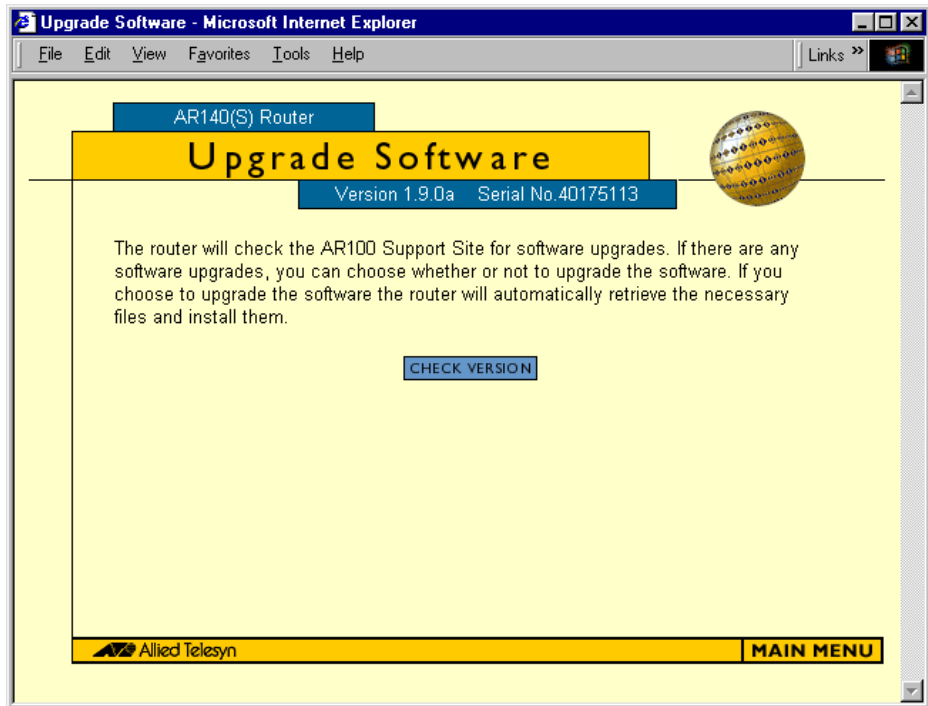 Upgrade Software - Microsoft Internet Explorer
File Edit View Favorites Tools Help Links »
AR140(S) Router
Upgrade Software
Version 1.9.0a Serial No.40175113
The router will check the AR100 Support Site for software upgrades. If there are any
software upgrades, you can choose whether or not to upgrade the software. If you
choose to upgrade the software the router will automatically retrieve the necessary
files and install them.
CHECK VERSION
Allied Telesyn
MAIN MENU